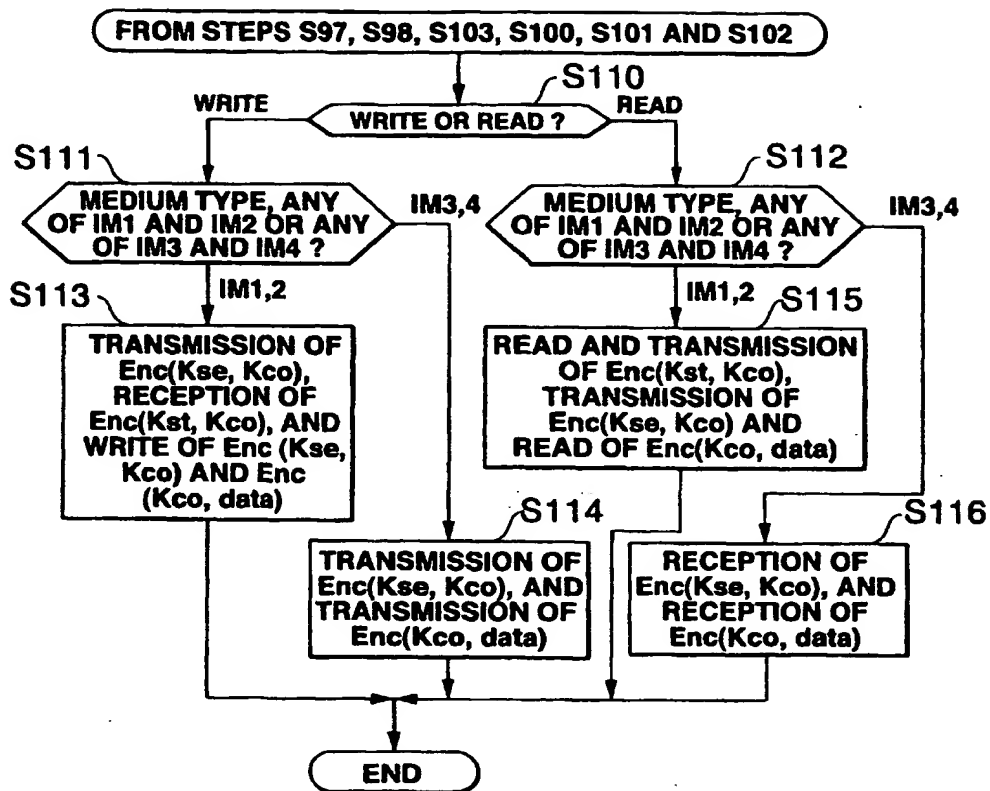 FROM STEPS S97, S98, S103, S100, S101 AND S102
S110
WRITE
WRITE OR READ ?
READ
S111
MEDIUM TYPE, ANY
OF IM1 AND IM2 OR ANY
OF IM3 AND IM4 ?
IM3,4
IM1,2
S112
MEDIUM TYPE, ANY
OF IM1 AND IM2 OR ANY
OF IM3 AND IM4 ?
IM3,4
IM1,2
S113
TRANSMISSION OF
Enc(Kse, Kco),
RECEPTION OF
Enc(Kst, Kco), AND
WRITE OF Enc (Kse,
Kco) AND Enc
(Kco, data)
S115
READ AND TRANSMISSION
OF Enc(Kst, Kco),
TRANSMISSION OF
Enc(Kse, Kco) AND
READ OF Enc(Kco, data)
S114
TRANSMISSION OF
Enc(Kse, Kco), AND
TRANSMISSION OF
Enc(Kco, data)
S116
RECEPTION OF
Enc(Kse, Kco), AND
RECEPTION OF
Enc(Kco, data)
END